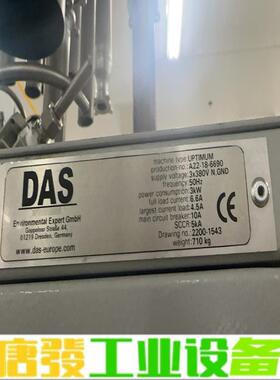 DAS
Environmental Expert GmbH
Goppelner Straße 44,
01219 Dresden, Germany
www.das-europe.com
machine type: UPTIMUM
production no: A22-18-6690
supply voltage: 3x380V N,GND
frequency: 50Hz
power consumption: 3kW
full load current: 6.6A
largest current load: 4.5A
main circuit breaker: 10A
SCCR: 5kA
Drawing no.: 2200-1543
weight: 710 kg
CE
唐發工业设备